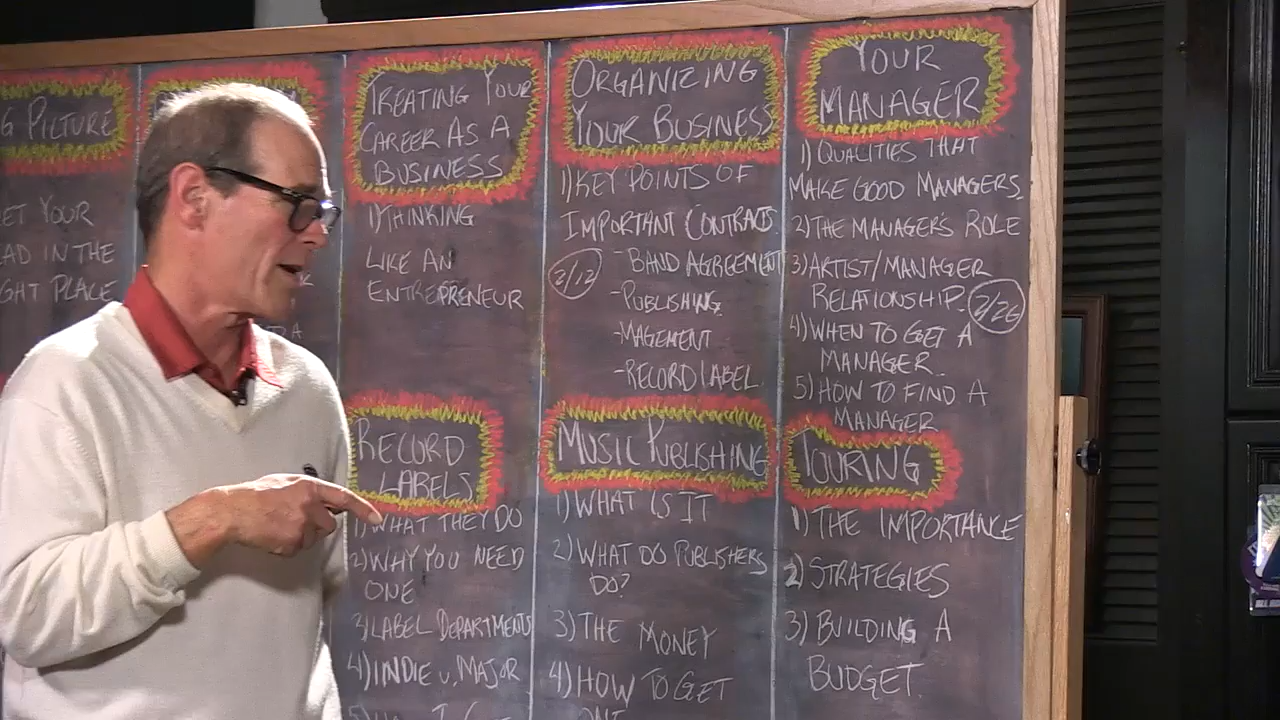 G PICTURE
ET YOUR
AD IN THE
GHT PLACE
TREATING YOUR
CAREER AS A
BUSINESS
1) THINKING
LIKE AN
ENTREPRENEUR
RECORD
LABELS
1) WHAT THEY DO
2) WHY YOU NEED
ONE
3) LABEL DEPARTMENTS
4) INDIE v. MAJOR
ORGANIZING
YOUR BUSINESS
1) KEY POINTS OF
IMPORTANT CONTRACTS
2/12
- BAND AGREEMENT
- PUBLISHING
- MAGEMENT
- RECORD LABEL
MUSIC PUBLISHING
1) WHAT IS IT
2) WHAT DO PUBLISHERS
DO?
3) THE MONEY
4) HOW TO GET
ONE
YOUR
MANAGER
1) QUALITIES THAT
MAKE GOOD MANAGERS.
2) THE MANAGER'S ROLE
3) ARTIST/MANAGER
RELATIONSHIP. 2/26
4) WHEN TO GET A
MANAGER.
5) HOW TO FIND A
MANAGER
TOURING
1) THE IMPORTANCE
2) STRATEGIES
3) BUILDING A
BUDGET.